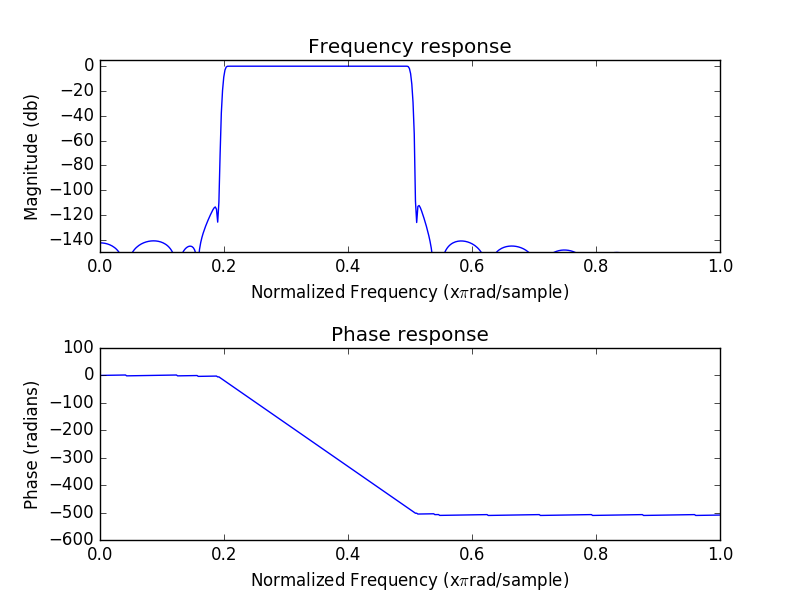 Frequency response
Magnitude (db)
0
−20
−40
−60
−80
−100
−120
−140
0.0 0.2 0.4 0.6 0.8 1.0
Normalized Frequency (xπrad/sample)
Phase response
Phase (radians)
100
0
−100
−200
−300
−400
−500
−600
0.0 0.2 0.4 0.6 0.8 1.0
Normalized Frequency (xπrad/sample)